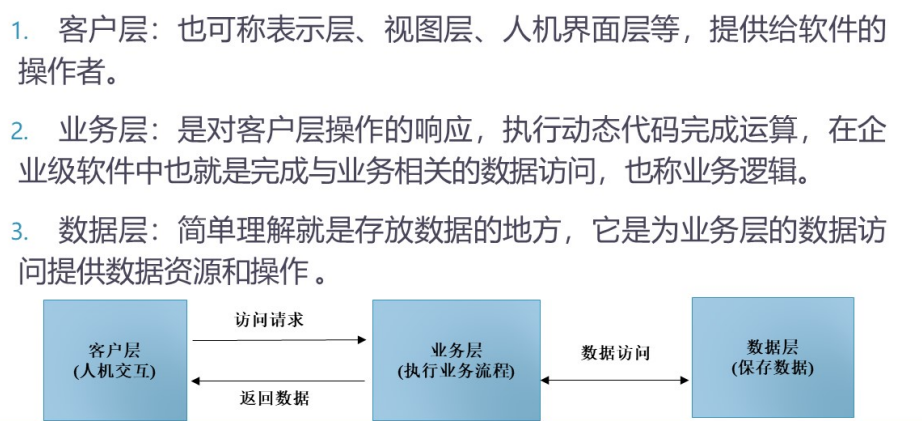 1. 客户层：也可称表示层、视图层、人机界面层等，提供给软件的
操作者。
2. 业务层：是对客户层操作的响应，执行动态代码完成运算，在企
业级软件中也就是完成与业务相关的数据访问，也称业务逻辑。
3. 数据层：简单理解就是存放数据的地方，它是为业务层的数据访
问提供数据资源和操作 。
客户层
(人机交互)
访问请求
返回数据
业务层
(执行业务流程)
数据访问
数据层
(保存数据)